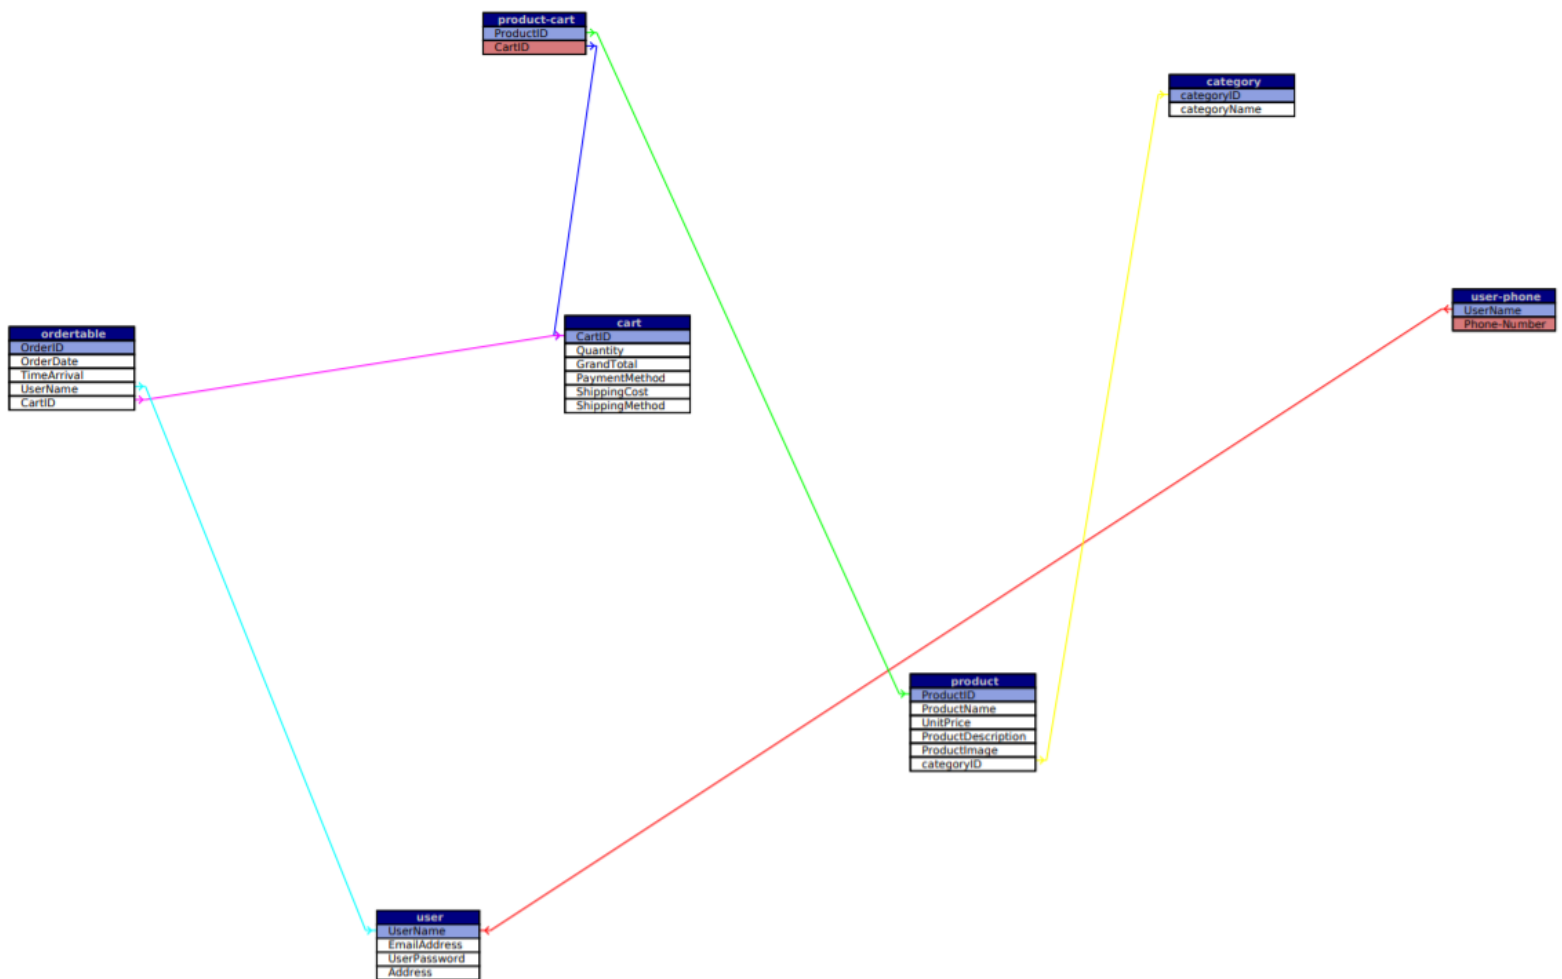 product-cart
ProductID
CartID
category
categoryID
categoryName
user-phone
UserName
Phone-Number
ordertable
OrderID
OrderDate
TimeArrival
UserName
CartID
cart
CartID
Quantity
GrandTotal
PaymentMethod
ShippingCost
ShippingMethod
product
ProductID
ProductName
UnitPrice
ProductDescription
ProductImage
categoryID
user
UserName
EmailAddress
UserPassword
Address